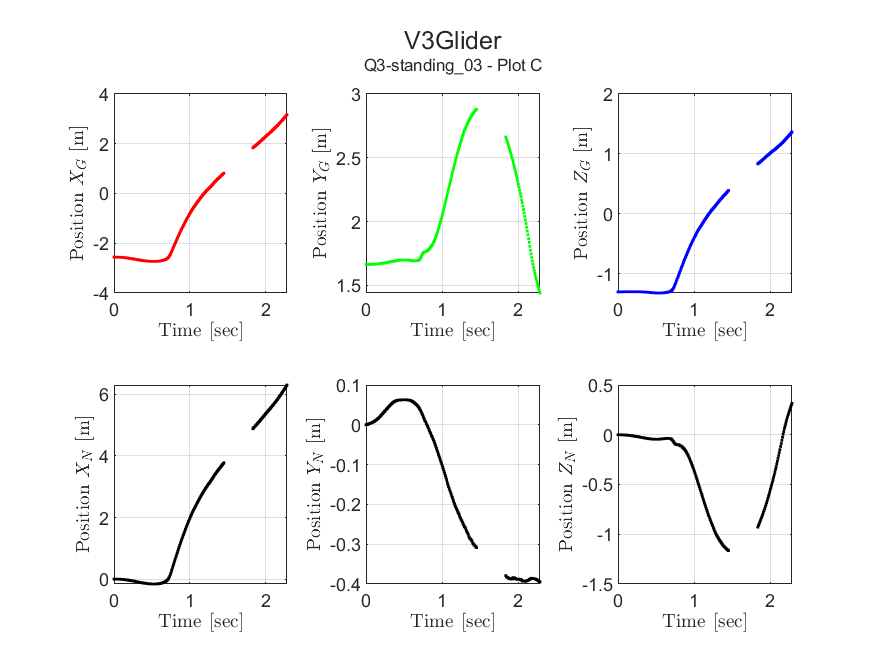 V3Glider
Q3-standing_03 - Plot C
Position X_G [m]
4
2
0
-2
-4
0 1 2
Time [sec]
Position Y_G [m]
3
2.5
2
1.5
0 1 2
Time [sec]
Position Z_G [m]
2
1
0
-1
0 1 2
Time [sec]
Position X_N [m]
6
4
2
0
0 1 2
Time [sec]
Position Y_N [m]
0.1
0
-0.1
-0.2
-0.3
-0.4
0 1 2
Time [sec]
Position Z_N [m]
0.5
0
-0.5
-1
-1.5
0 1 2
Time [sec]